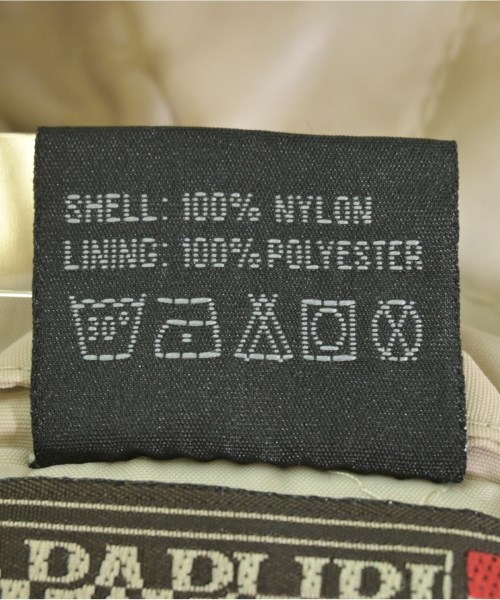 SHELL: 100% NYLON
LINING: 100% POLYESTER
30°